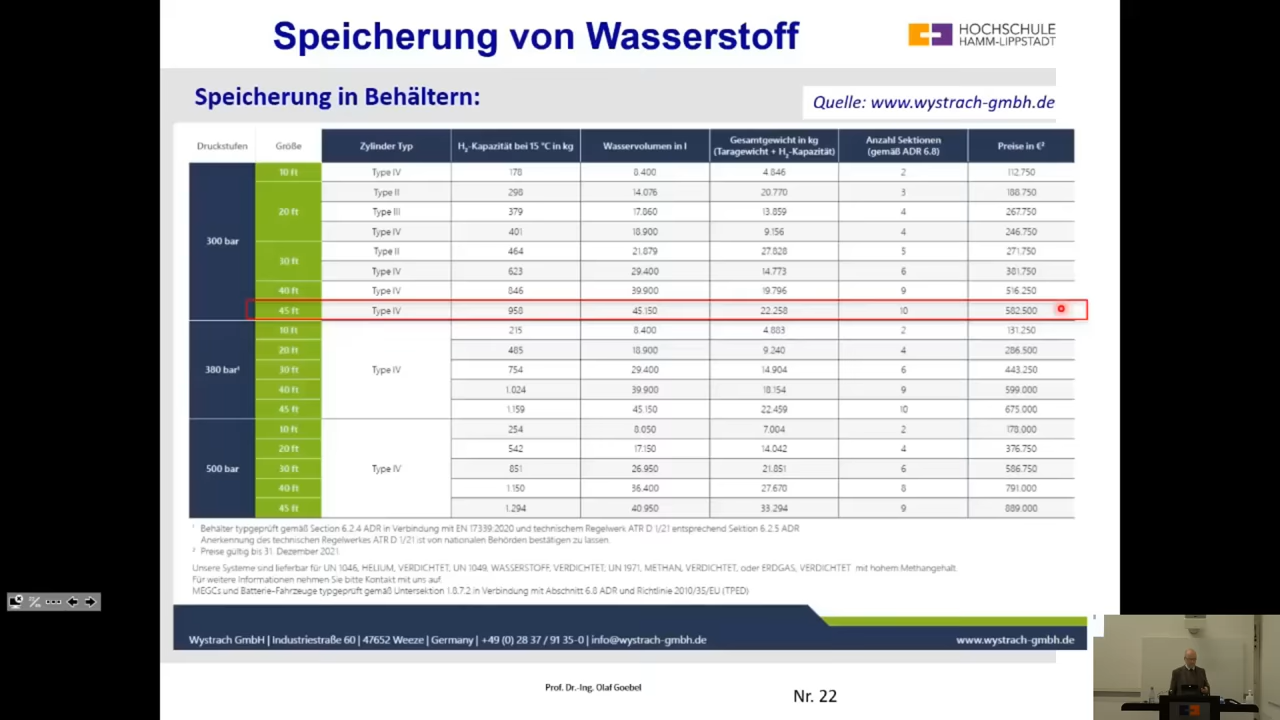 Speicherung von Wasserstoff
HOCHSCHULE
HAMM-LIPPSTADT
Speicherung in Behältern:
Quelle: www.wystrach-gmbh.de
Druckstufen Größe Zylinder Typ H₂-Kapazität bei 15 °C in kg Wasservolumen in l Gesamtgewicht in kg (Taragewicht + H₂-Kapazität) Anzahl Sektionen (gemäß ADR 6.8) Preise in €²
300 bar 10 ft Type IV 178 8.400 4.846 2 112.750
20 ft Type II 298 14.076 20.770 3 188.750
Type III 379 17.860 13.859 4 267.750
Type IV 401 18.900 9.156 4 246.750
30 ft Type II 464 21.879 27.828 5 271.750
Type IV 623 29.400 14.773 6 381.750
40 ft Type IV 846 39.900 19.796 9 516.250
45 ft Type IV 958 45.150 22.258 10 582.500
380 bar¹ 10 ft Type IV 215 8.400 4.883 2 131.250
20 ft 485 18.900 9.240 4 286.500
30 ft 754 29.400 14.904 6 443.250
40 ft 1.024 39.900 18.154 9 599.000
45 ft 1.159 45.150 22.459 10 675.000
500 bar 10 ft Type IV 254 8.050 7.004 2 178.000
20 ft 542 17.150 14.042 4 376.750
30 ft 851 26.950 21.851 6 586.750
40 ft 1.150 36.400 27.670 8 791.000
45 ft 1.294 40.950 33.294 9 889.000
¹ Behälter typgeprüft gemäß Section 6.2.4 ADR in Verbindung mit EN 17339:2020 und technischem Regelwerk ATR D 1/21 entsprechend Sektion 6.2.5 ADR
Anerkennung des technischen Regelwerkes ATR D 1/21 ist von nationalen Behörden bestätigen zu lassen.
² Preise gültig bis 31. Dezember 2021
Unsere Systeme sind lieferbar für UN 1046, HELIUM, VERDICHTET, UN 1049, WASSERSTOFF, VERDICHTET, UN 1971, METHAN, VERDICHTET, oder ERDGAS, VERDICHTET mit hohem Methangehalt.
Für weitere Informationen nehmen Sie bitte Kontakt mit uns auf.
MEGCs und Batterie-Fahrzeuge typgeprüft gemäß Untersektion 1.8.7.2 in Verbindung mit Abschnitt 6.8 ADR und Richtlinie 2010/35/EU (TPED)
Wystrach GmbH | Industriestraße 60 | 47652 Weeze | Germany | +49 (0) 28 37 / 91 35-0 | info@wystrach-gmbh.de
www.wystrach-gmbh.de
Prof. Dr.-Ing. Olaf Goebel
Nr. 22